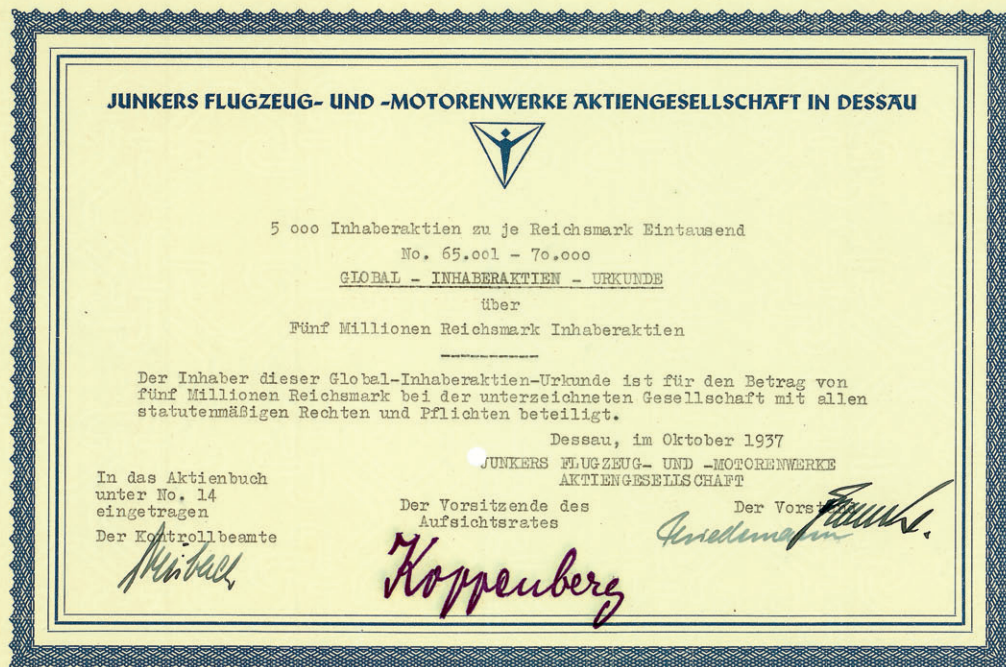 JUNKERS FLUGZEUG- UND -MOTORENWERKE AKTIENGESELLSCHAFT IN DESSAU
5 ooo Inhaberaktien zu je Reichsmark Eintausend
No. 65.oo1 - 7o.ooo
GLOBAL - INHABERAKTIEN - URKUNDE
über
Fünf Millionen Reichsmark Inhaberaktien
Der Inhaber dieser Global-Inhaberaktien-Urkunde ist für den Betrag von
fünf Millionen Reichsmark bei der unterzeichneten Gesellschaft mit allen
statutenmäßigen Rechten und Pflichten beteiligt.
Dessau, im Oktober 1937
JUNKERS FLUGZEUG- UND -MOTORENWERKE
AKTIENGESELLSCHAFT
In das Aktienbuch
unter No. 14
eingetragen
Der Kontrollbeamte
Der Vorsitzende des
Aufsichtsrates
Koppenberg
Der Vorstand